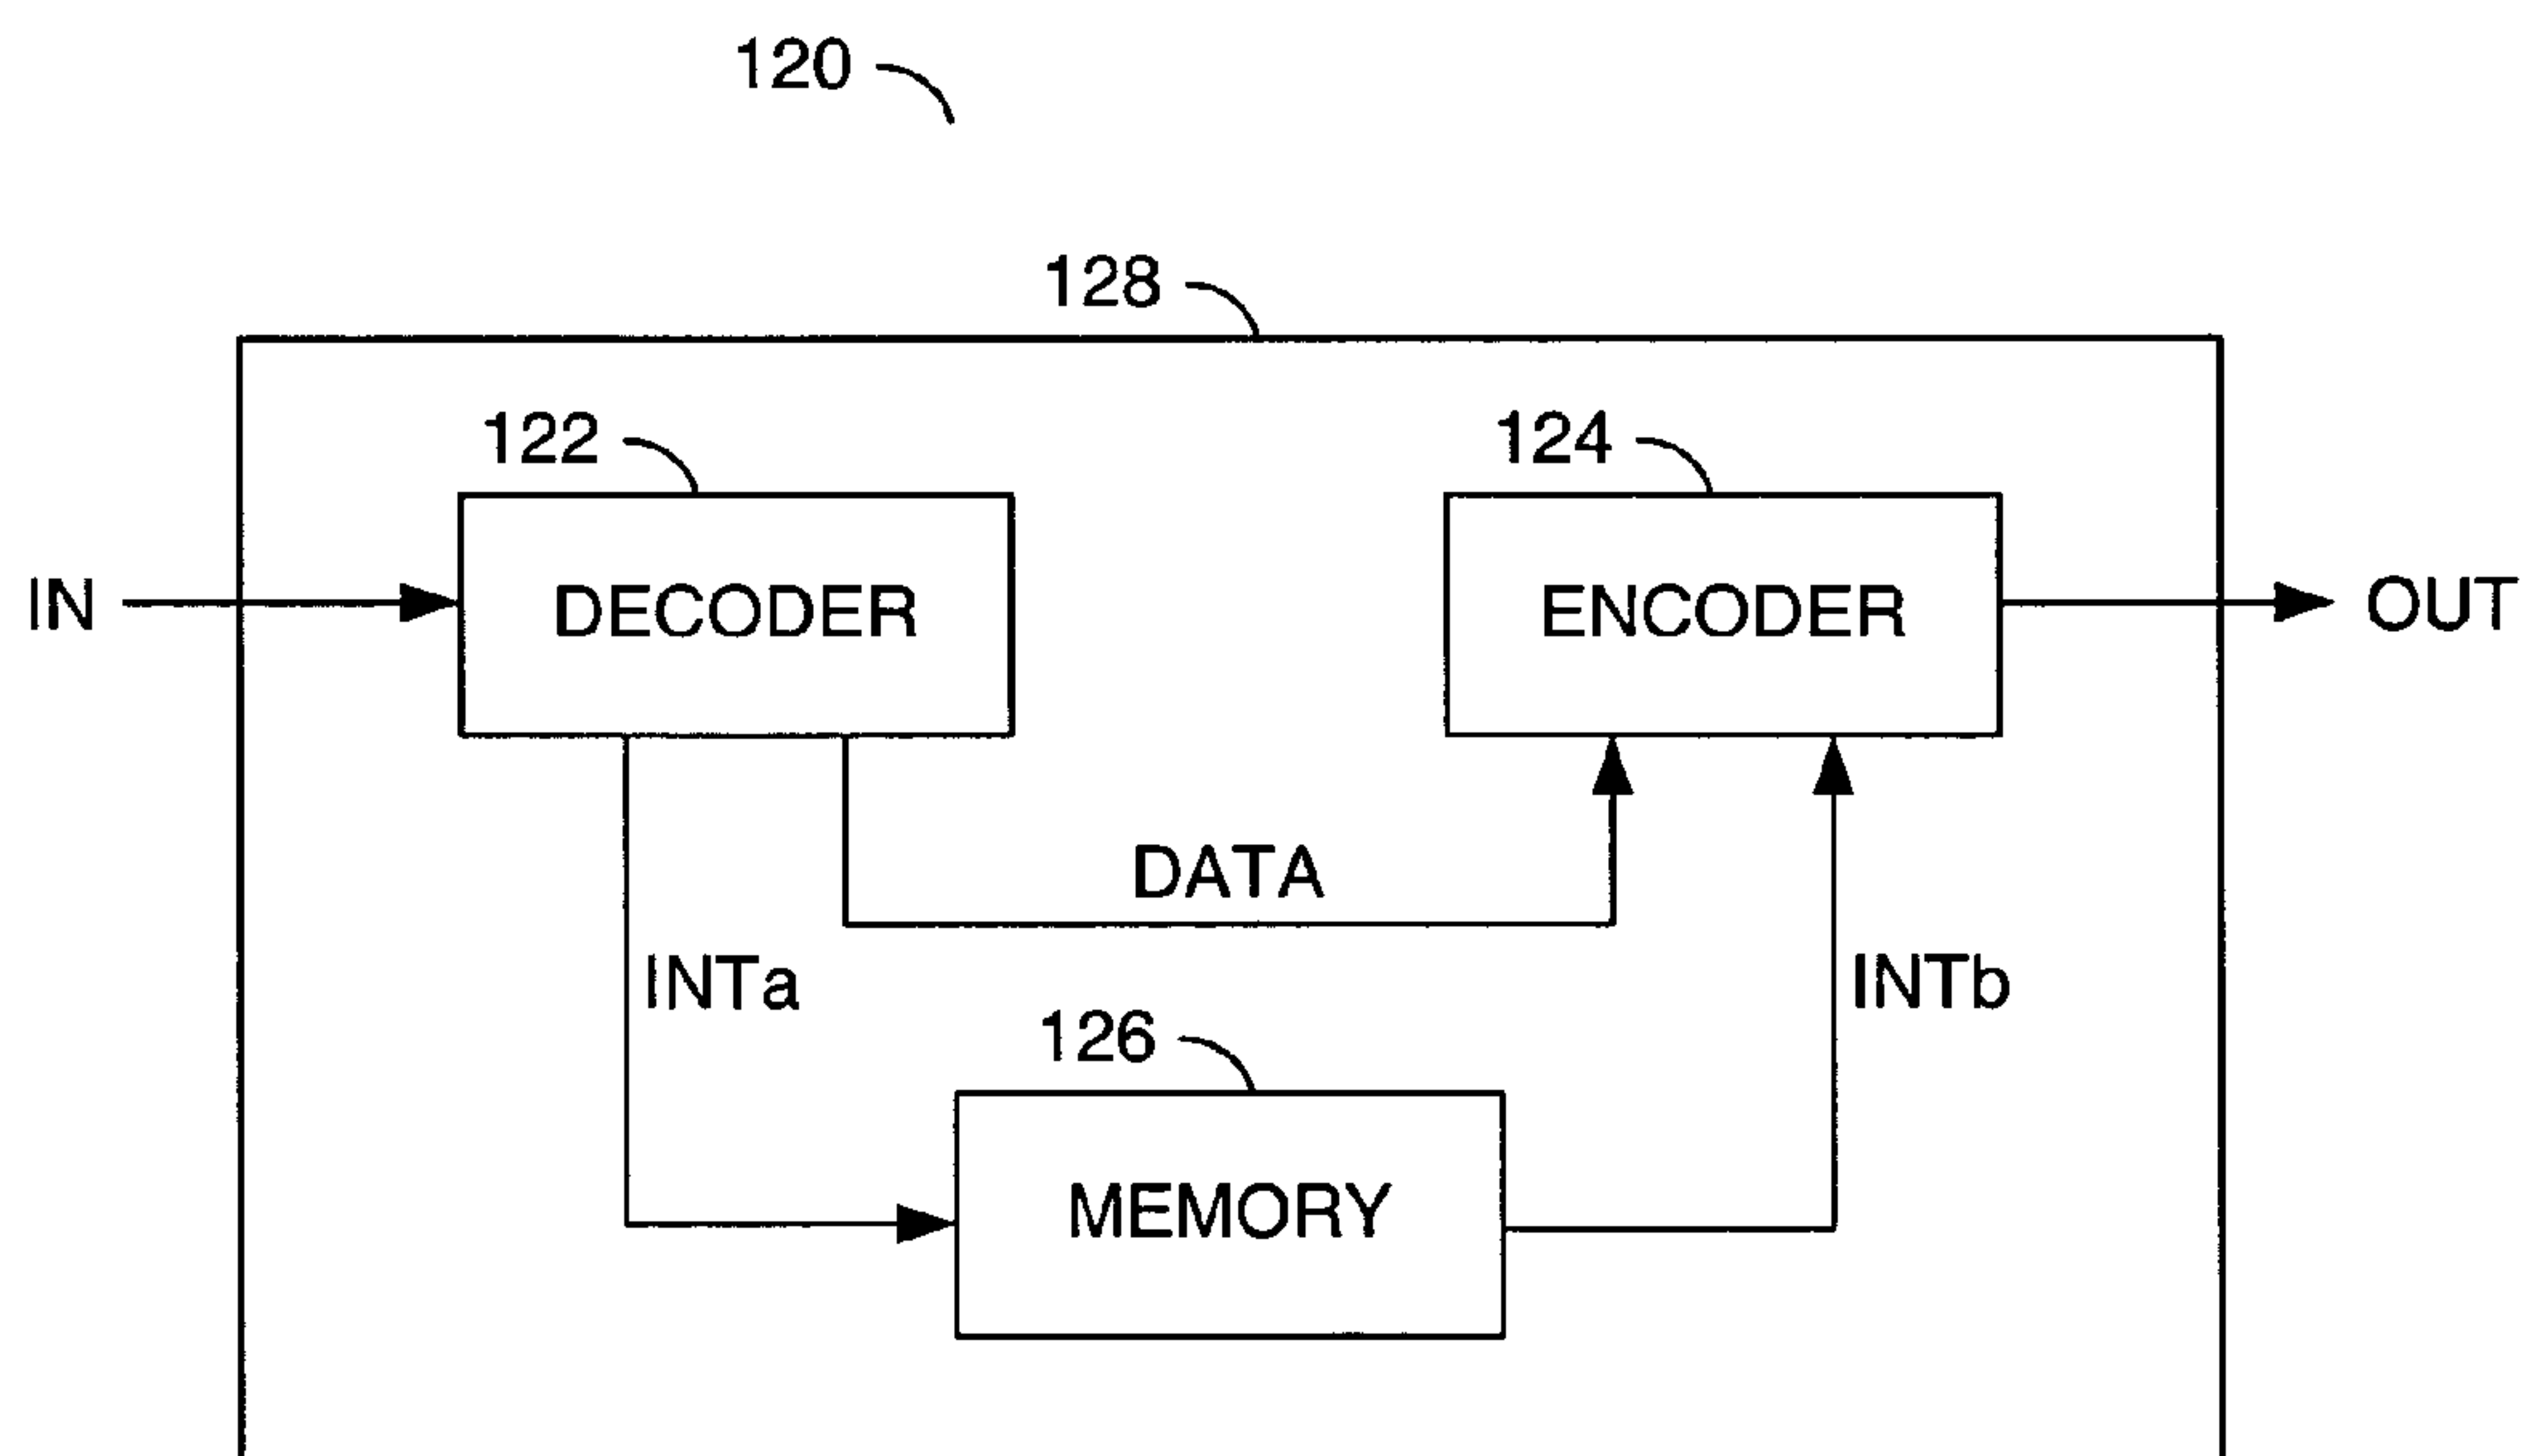 120
128
122
124
IN
DECODER
ENCODER
OUT
DATA
INTa
INTb
126
MEMORY